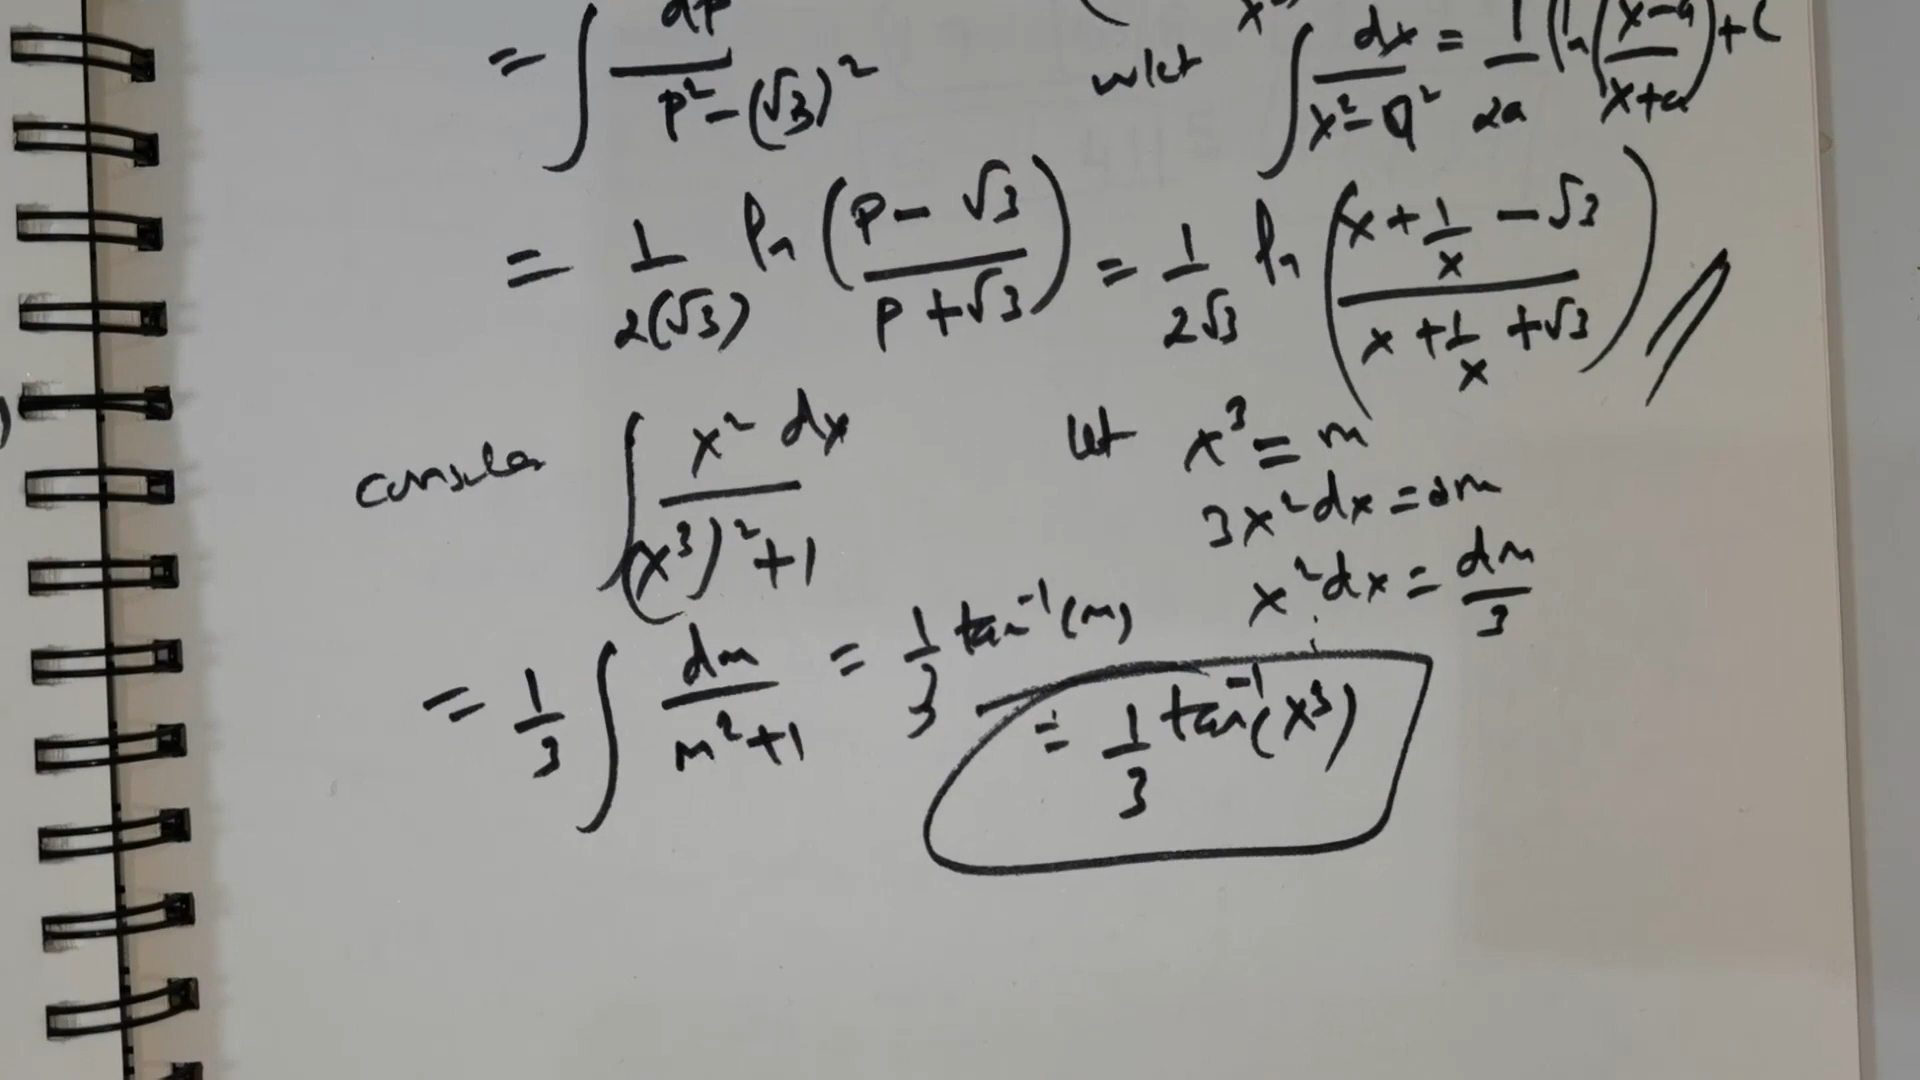 = ∫ dp / (p² - (√3)²)
wkt ∫ dx / (x² - a²) = 1/2a ln((x-a)/(x+a)) + C
= 1/2(√3) ln((p - √3)/(p + √3)) = 1/2√3 ln((x + 1/x - √3)/(x + 1/x + √3)) //
∫ x² dx / ((x³)² + 1)
let x³ = m
3x² dx = dm
x² dx = dm/3
= 1/3 ∫ dm / (m² + 1) = 1/3 tan⁻¹(m)
= 1/3 tan⁻¹(x³)